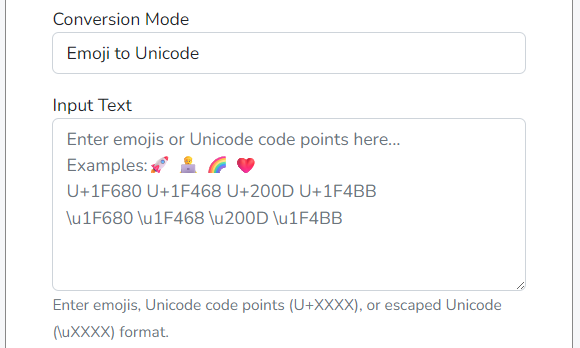 Conversion Mode
Emoji to Unicode
Input Text
Enter emojis or Unicode code points here...
Examples:🚀 👨‍💻 🌈 ❤️
U+1F680 U+1F468 U+200D U+1F4BB
\u1F680 \u1F468 \u200D \u1F4BB
Enter emojis, Unicode code points (U+XXXX), or escaped Unicode
(\uXXXX) format.